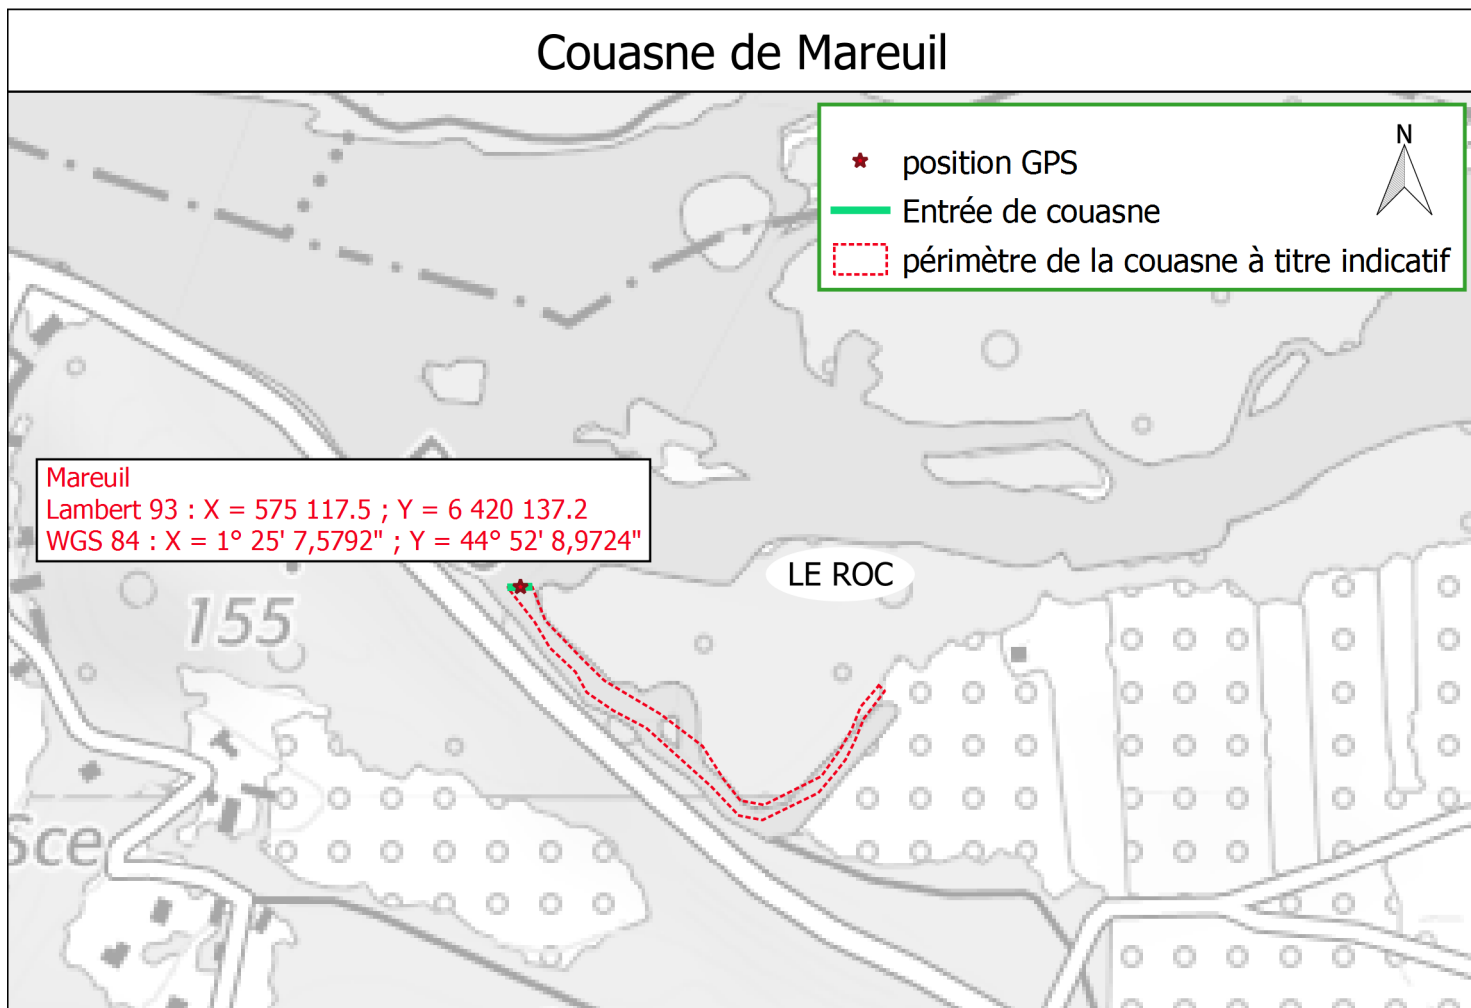 Couasne de Mareuil
N
position GPS
Entrée de couasne
périmètre de la couasne à titre indicatif
Mareuil
Lambert 93 : X = 575 117.5 ; Y = 6 420 137.2
WGS 84 : X = 1° 25' 7,5792" ; Y = 44° 52' 8,9724"
LE ROC
155
Sce